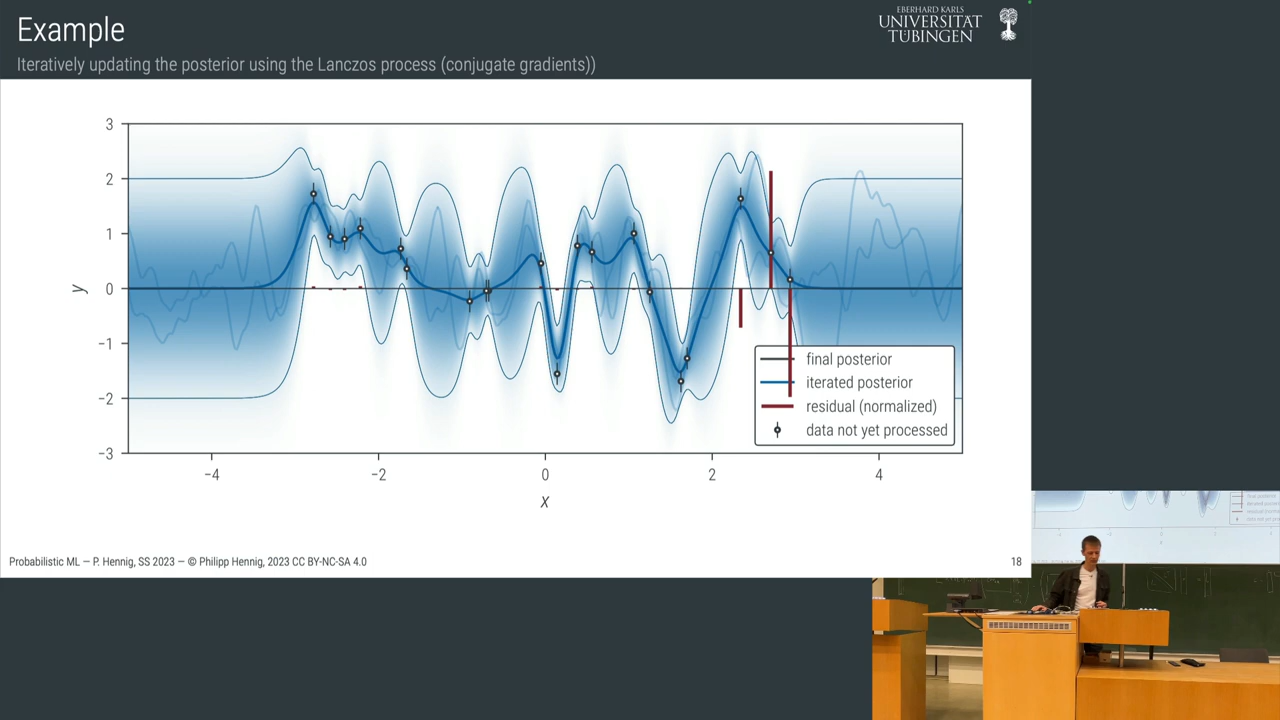 Example
Iteratively updating the posterior using the Lanczos process (conjugate gradients))
EBERHARD KARLS
UNIVERSITÄT
TÜBINGEN
3
2
1
0
−1
−2
−3
y
−4
−2
0
2
4
x
final posterior
iterated posterior
residual (normalized)
data not yet processed
Probabilistic ML — P. Hennig, SS 2023 — © Philipp Hennig, 2023 CC BY-NC-SA 4.0
18